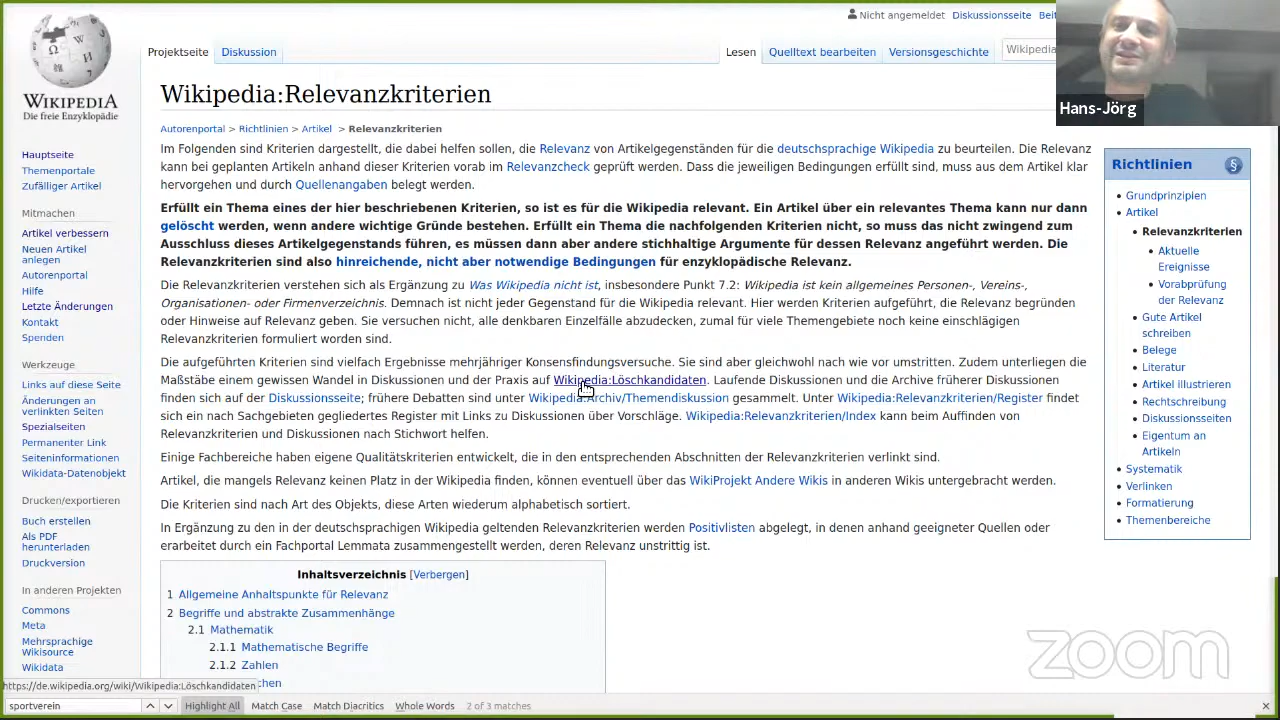 Nicht angemeldet Diskussionsseite Bei
Projektseite Diskussion Lesen Quelltext bearbeiten Versionsgeschichte Wikipedia
Hans-Jörg
WIKIPEDIA
Die freie Enzyklopädie
Hauptseite
Themenportale
Zufälliger Artikel
Mitmachen
Artikel verbessern
Neuen Artikel
anlegen
Autorenportal
Hilfe
Letzte Änderungen
Kontakt
Spenden
Werkzeuge
Links auf diese Seite
Änderungen an
verlinkten Seiten
Spezialseiten
Permanenter Link
Seiteninformationen
Wikidata-Datenobjekt
Drucken/exportieren
Buch erstellen
Als PDF
herunterladen
Druckversion
In anderen Projekten
Commons
Meta
Mehrsprachige
Wikisource
Wikidata
Wikipedia:Relevanzkriterien
Autorenportal > Richtlinien > Artikel > Relevanzkriterien
Im Folgenden sind Kriterien dargestellt, die dabei helfen sollen, die Relevanz von Artikelgegenständen für die deutschsprachige Wikipedia zu beurteilen. Die Relevanz
kann bei geplanten Artikeln anhand dieser Kriterien vorab im Relevanzcheck geprüft werden. Dass die jeweiligen Bedingungen erfüllt sind, muss aus dem Artikel klar
hervorgehen und durch Quellenangaben belegt werden.
Erfüllt ein Thema eines der hier beschriebenen Kriterien, so ist es für die Wikipedia relevant. Ein Artikel über ein relevantes Thema kann nur dann
gelöscht werden, wenn andere wichtige Gründe bestehen. Erfüllt ein Thema die nachfolgenden Kriterien nicht, so muss das nicht zwingend zum
Ausschluss dieses Artikelgegenstands führen, es müssen dann aber andere stichhaltige Argumente für dessen Relevanz angeführt werden. Die
Relevanzkriterien sind also hinreichende, nicht aber notwendige Bedingungen für enzyklopädische Relevanz.
Die Relevanzkriterien verstehen sich als Ergänzung zu Was Wikipedia nicht ist, insbesondere Punkt 7.2: Wikipedia ist kein allgemeines Personen-, Vereins-,
Organisationen- oder Firmenverzeichnis. Demnach ist nicht jeder Gegenstand für die Wikipedia relevant. Hier werden Kriterien aufgeführt, die Relevanz begründen
oder Hinweise auf Relevanz geben. Sie versuchen nicht, alle denkbaren Einzelfälle abzudecken, zumal für viele Themengebiete noch keine einschlägigen
Relevanzkriterien formuliert worden sind.
Die aufgeführten Kriterien sind vielfach Ergebnisse mehrjähriger Konsensfindungsversuche. Sie sind aber gleichwohl nach wie vor umstritten. Zudem unterliegen die
Maßstäbe einem gewissen Wandel in Diskussionen und der Praxis auf Wikipedia:Löschkandidaten. Laufende Diskussionen und die Archive früherer Diskussionen
finden sich auf der Diskussionsseite; frühere Debatten sind unter Wikipedia:Archiv/Themendiskussion gesammelt. Unter Wikipedia:Relevanzkriterien/Register findet
sich ein nach Sachgebieten gegliedertes Register mit Links zu Diskussionen über Vorschläge. Wikipedia:Relevanzkriterien/Index kann beim Auffinden von
Relevanzkriterien und Diskussionen nach Stichwort helfen.
Einige Fachbereiche haben eigene Qualitätskriterien entwickelt, die in den entsprechenden Abschnitten der Relevanzkriterien verlinkt sind.
Artikel, die mangels Relevanz keinen Platz in der Wikipedia finden, können eventuell über das WikiProjekt Andere Wikis in anderen Wikis untergebracht werden.
Die Kriterien sind nach Art des Objekts, diese Arten wiederum alphabetisch sortiert.
In Ergänzung zu den in der deutschsprachigen Wikipedia geltenden Relevanzkriterien werden Positivlisten abgelegt, in denen anhand geeigneter Quellen oder
erarbeitet durch ein Fachportal Lemmata zusammengestellt werden, deren Relevanz unstrittig ist.
Inhaltsverzeichnis [Verbergen]
1 Allgemeine Anhaltspunkte für Relevanz
2 Begriffe und abstrakte Zusammenhänge
2.1 Mathematik
2.1.1 Mathematische Begriffe
2.1.2 Zahlen
chen
Richtlinien §
Grundprinzipien
Artikel
Relevanzkriterien
Aktuelle
Ereignisse
Vorabprüfung
der Relevanz
Gute Artikel
schreiben
Belege
Literatur
Artikel illustrieren
Rechtschreibung
Diskussionsseiten
Eigentum an
Artikeln
Systematik
Verlinken
Formatierung
Themenbereiche
zoom
https://de.wikipedia.org/wiki/Wikipedia:Löschkandidaten
sportverein Highlight All Match Case Match Diacritics Whole Words 2 of 3 matches